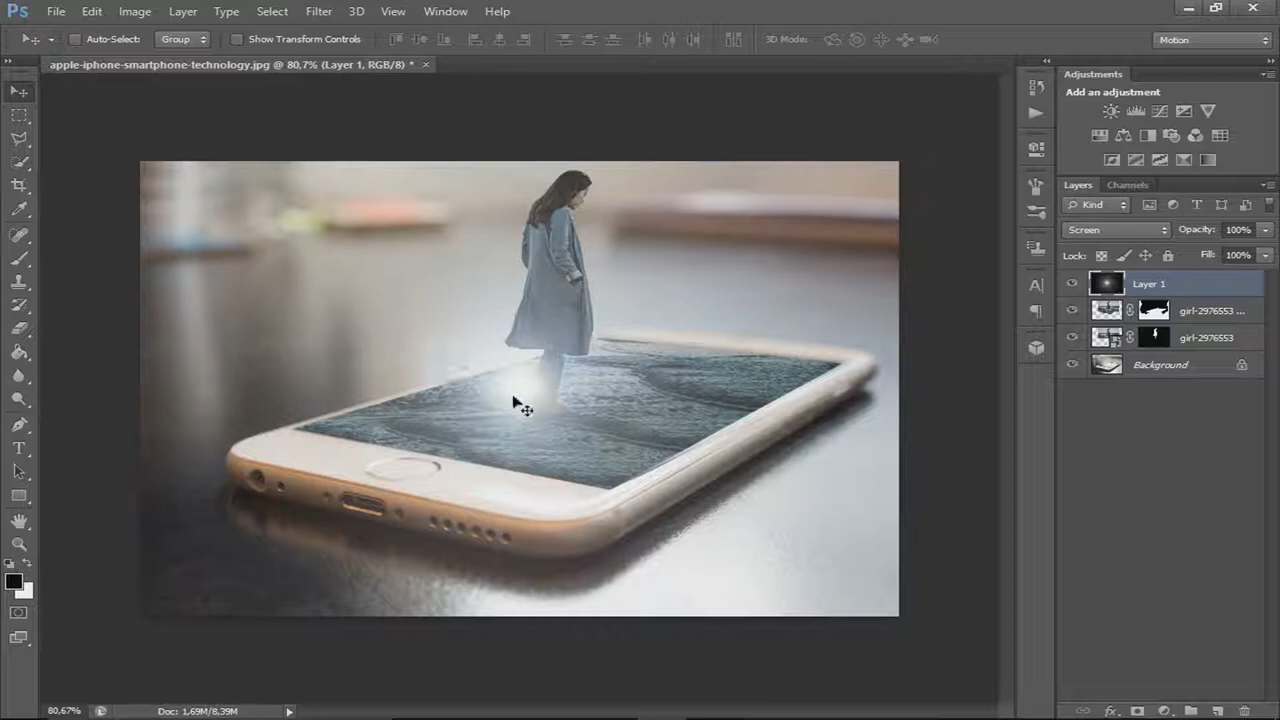 Ps File Edit Image Layer Type Select Filter 3D View Window Help
Auto-Select: Group Show Transform Controls 3D Mode: Motion
apple-iphone-smartphone-technology.jpg @ 80,7% (Layer 1, RGB/8) *
Adjustments
Add an adjustment
Layers Channels
Kind
Screen Opacity: 100%
Lock: Fill: 100%
Layer 1
girl-2976553 ...
girl-2976553
Background
80.67% Doc: 1,69M/8,39M